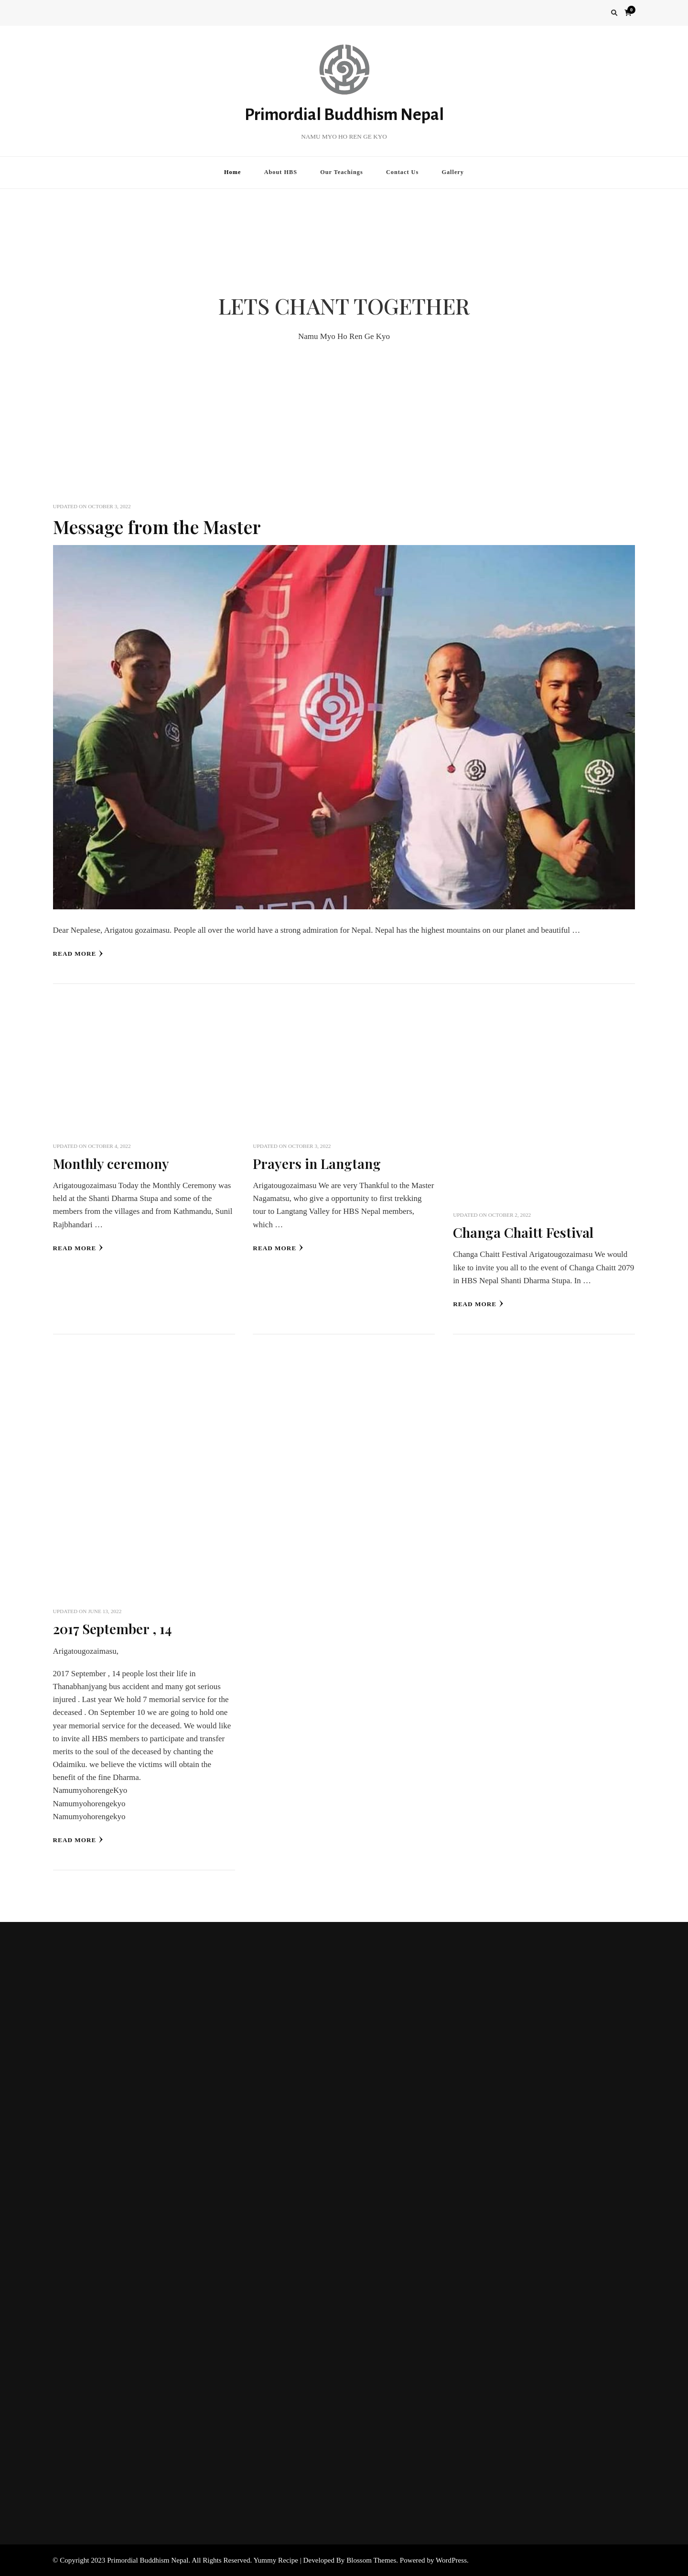 0
Primordial Buddhism Nepal
NAMU MYO HO REN GE KYO
Home About HBS Our Teachings Contact Us Gallery
LETS CHANT TOGETHER
Namu Myo Ho Ren Ge Kyo
UPDATED ON OCTOBER 3, 2022
Message from the Master
Dear Nepalese, Arigatou gozaimasu. People all over the world have a strong admiration for Nepal. Nepal has the highest mountains on our planet and beautiful …
READ MORE
UPDATED ON OCTOBER 4, 2022
Monthly ceremony
Arigatougozaimasu Today the Monthly Ceremony was
held at the Shanti Dharma Stupa and some of the
members from the villages and from Kathmandu, Sunil
Rajbhandari …
READ MORE
UPDATED ON OCTOBER 3, 2022
Prayers in Langtang
Arigatougozaimasu We are very Thankful to the Master
Nagamatsu, who give a opportunity to first trekking
tour to Langtang Valley for HBS Nepal members,
which …
READ MORE
UPDATED ON OCTOBER 2, 2022
Changa Chaitt Festival
Changa Chaitt Festival Arigatougozaimasu We would
like to invite you all to the event of Changa Chaitt 2079
in HBS Nepal Shanti Dharma Stupa. In …
READ MORE
UPDATED ON JUNE 13, 2022
2017 September , 14
Arigatougozaimasu,
2017 September , 14 people lost their life in
Thanabhanjyang bus accident and many got serious
injured . Last year We hold 7 memorial service for the
deceased . On September 10 we are going to hold one
year memorial service for the deceased. We would like
to invite all HBS members to participate and transfer
merits to the soul of the deceased by chanting the
Odaimiku. we believe the victims will obtain the
benefit of the fine Dharma.
NamumyohorengeKyo
Namumyohorengekyo
Namumyohorengekyo
READ MORE
© Copyright 2023 Primordial Buddhism Nepal. All Rights Reserved. Yummy Recipe | Developed By Blossom Themes. Powered by WordPress.